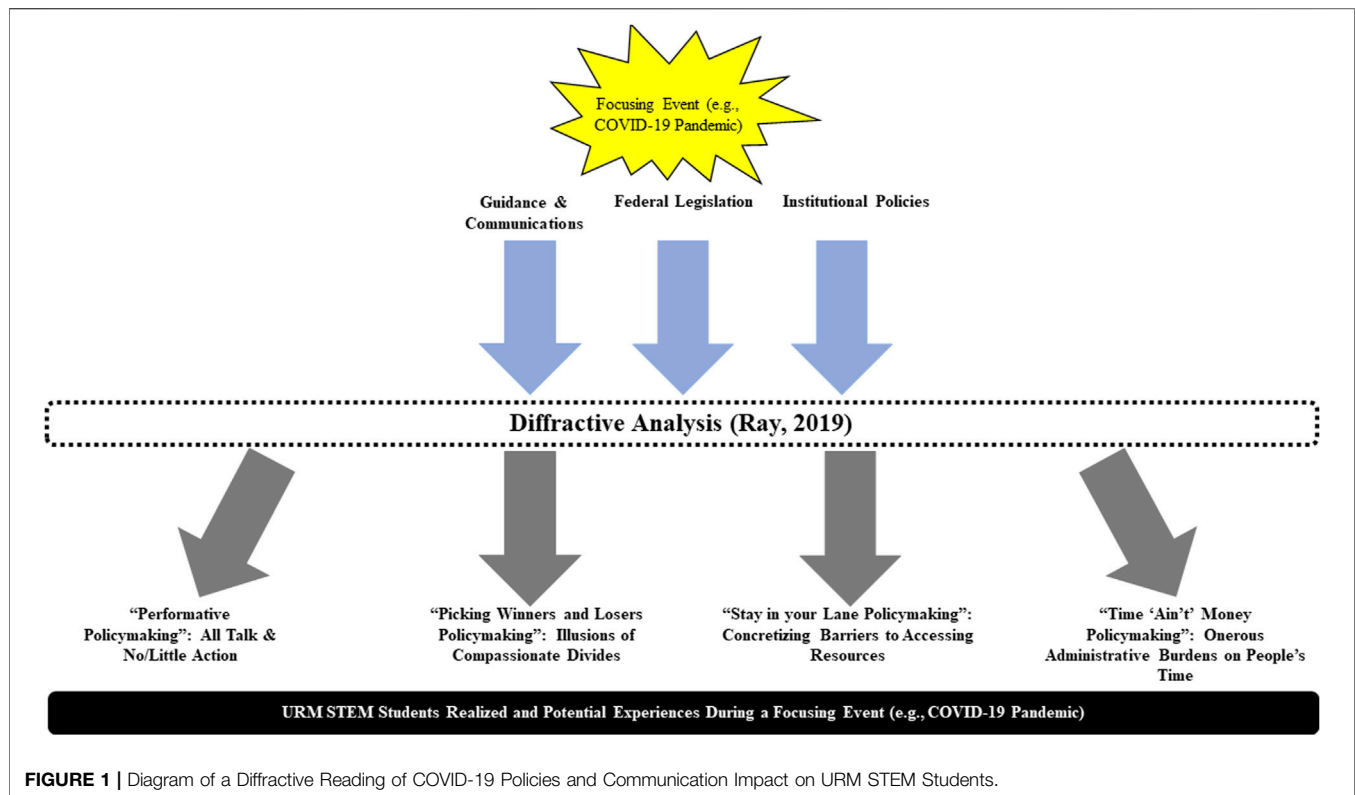 Focusing Event (e.g.,
COVID-19 Pandemic)
Guidance &
Communications
Federal Legislation
Institutional Policies
Diffractive Analysis (Ray, 2019)
“Performative
Policymaking”: All Talk &
No/Little Action
“Picking Winners and Losers
Policymaking”: Illusions of
Compassionate Divides
“Stay in your Lane Policymaking”:
Concretizing Barriers to Accessing
Resources
“Time ‘Ain’t’ Money
Policymaking”: Onerous
Administrative Burdens on People’s
Time
URM STEM Students Realized and Potential Experiences During a Focusing Event (e.g., COVID-19 Pandemic)
FIGURE 1 | Diagram of a Diffractive Reading of COVID-19 Policies and Communication Impact on URM STEM Students.